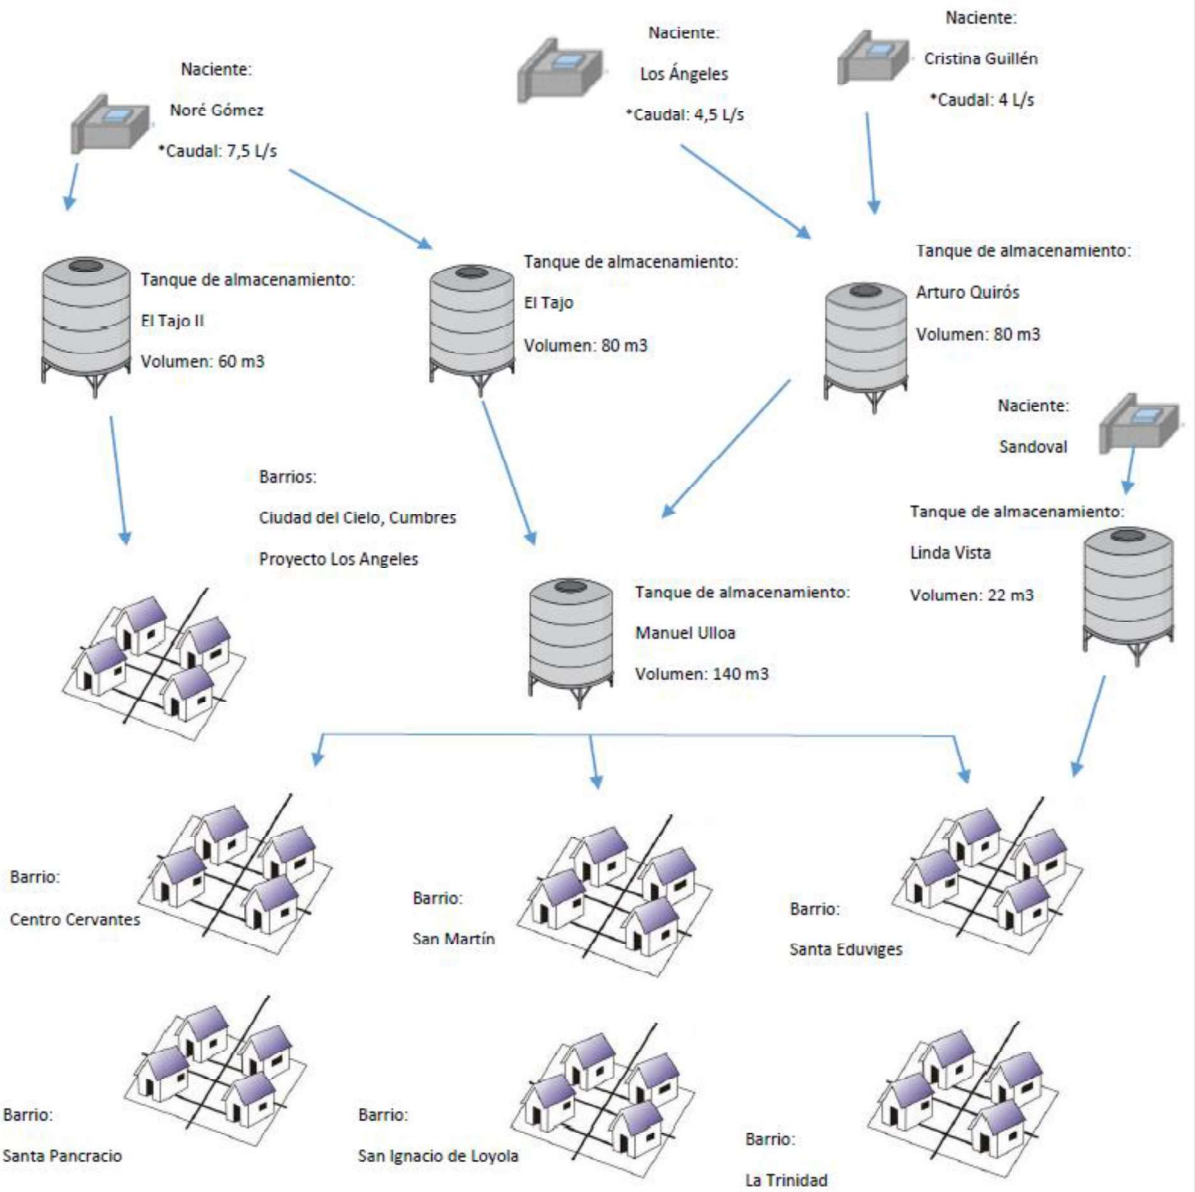 Naciente:
Noré Gómez
*Caudal: 7,5 L/s
Naciente:
Los Ángeles
*Caudal: 4,5 L/s
Naciente:
Cristina Guillén
*Caudal: 4 L/s
Tanque de almacenamiento:
El Tajo II
Volumen: 60 m3
Tanque de almacenamiento:
El Tajo
Volumen: 80 m3
Tanque de almacenamiento:
Arturo Quirós
Volumen: 80 m3
Naciente:
Sandoval
Barrios:
Ciudad del Cielo, Cumbres
Proyecto Los Angeles
Tanque de almacenamiento:
Linda Vista
Volumen: 22 m3
Tanque de almacenamiento:
Manuel Ulloa
Volumen: 140 m3
Barrio:
Centro Cervantes
Barrio:
San Martín
Barrio:
Santa Eduviges
Barrio:
Santa Pancracio
Barrio:
San Ignacio de Loyola
Barrio:
La Trinidad